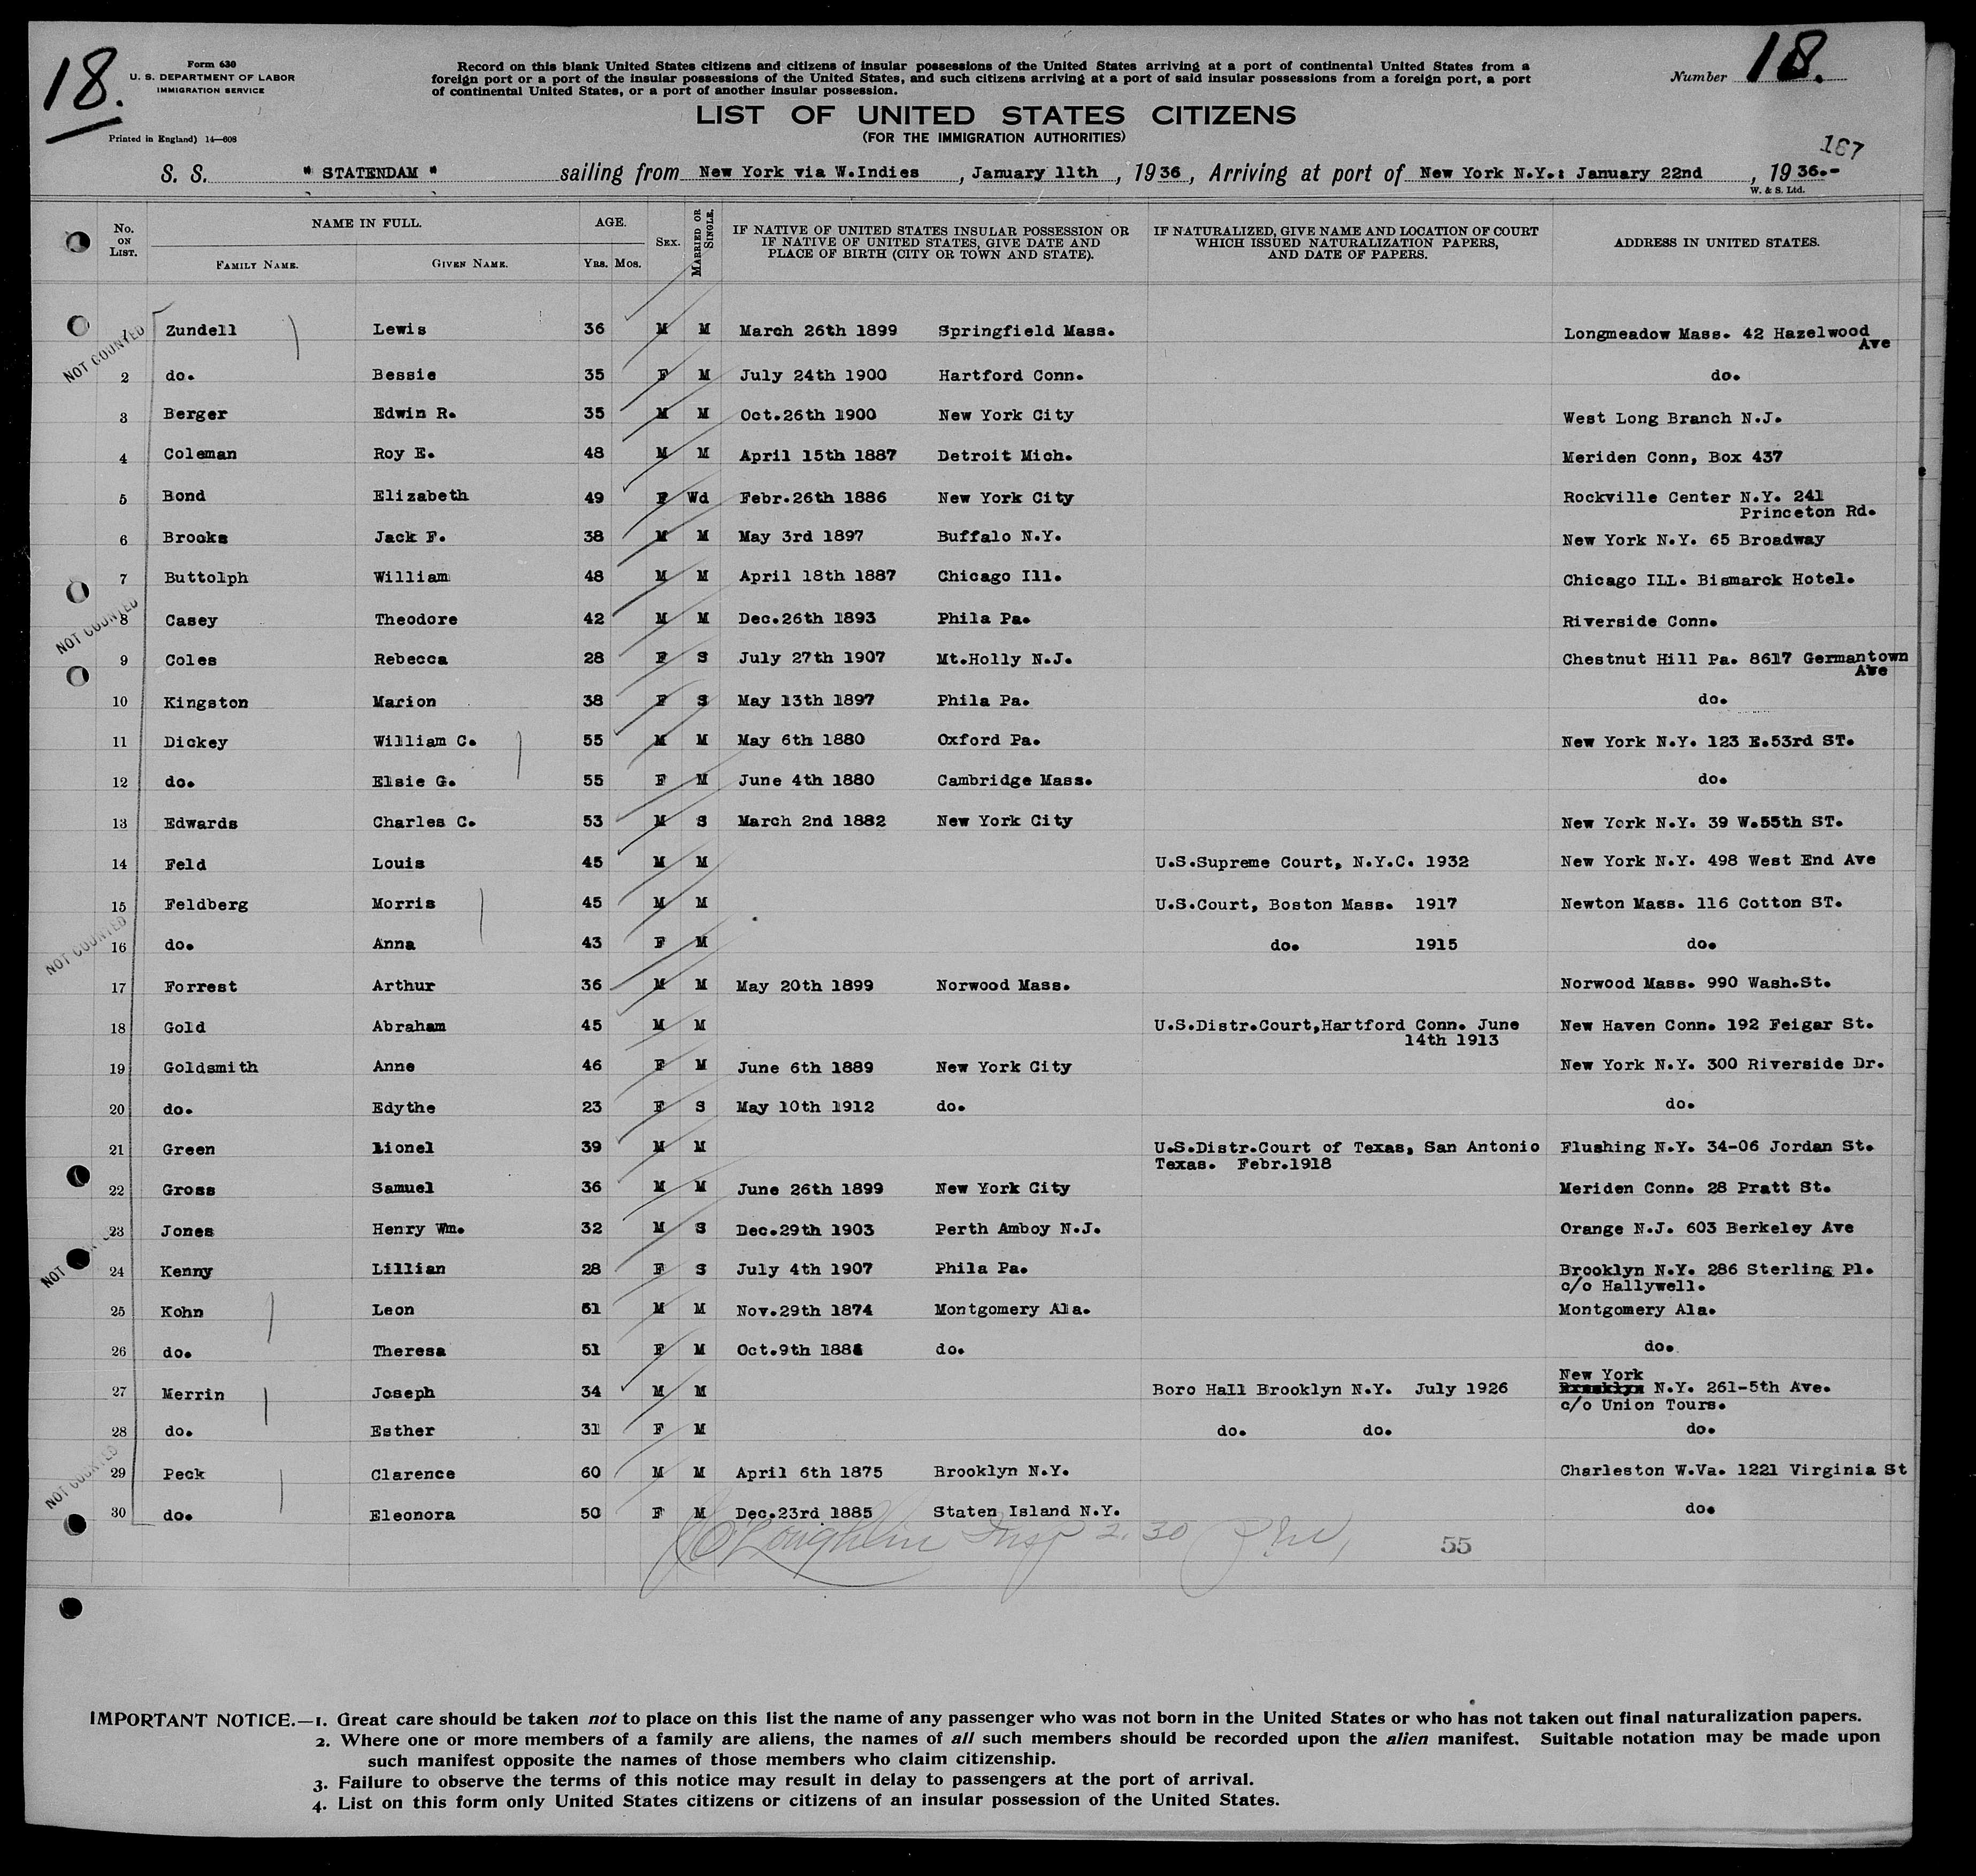 18.
Form 630
U. S. DEPARTMENT OF LABOR
IMMIGRATION SERVICE
Printed in England) 14—608
Record on this blank United States citizens and citizens of insular possessions of the United States arriving at a port of continental United States from a
foreign port or a port of the insular possessions of the United States, and such citizens arriving at a port of said insular possessions from a foreign port, a port
of continental United States, or a port of another insular possession.
Number 18.
LIST OF UNITED STATES CITIZENS
(FOR THE IMMIGRATION AUTHORITIES)
167
S. S. " STATENDAM " sailing from New York via W.Indies , January 11th , 1936 , Arriving at port of New York N.Y.: January 22nd , 1936.-
W. & S. Ltd.
No. ON LIST. NAME IN FULL. FAMILY NAME. GIVEN NAME. AGE. YRS. MOS. SEX. MARRIED OR SINGLE. IF NATIVE OF UNITED STATES INSULAR POSSESSION OR IF NATIVE OF UNITED STATES, GIVE DATE AND PLACE OF BIRTH (CITY OR TOWN AND STATE). IF NATURALIZED, GIVE NAME AND LOCATION OF COURT WHICH ISSUED NATURALIZATION PAPERS, AND DATE OF PAPERS. ADDRESS IN UNITED STATES.
NOT COUNTED
1 Zundell Lewis 36 M M March 26th 1899 Springfield Mass. Longmeadow Mass. 42 Hazelwood
Ave
2 do. Bessie 35 F M July 24th 1900 Hartford Conn. do.
3 Berger Edwin R. 35 M M Oct.26th 1900 New York City West Long Branch N.J.
4 Coleman Roy E. 48 M M April 15th 1887 Detroit Mich. Meriden Conn, Box 437
5 Bond Elizabeth 49 F Wd Febr.26th 1886 New York City Rockville Center N.Y. 241
Princeton Rd.
6 Brooks Jack F. 38 M M May 3rd 1897 Buffalo N.Y. New York N.Y. 65 Broadway
7 Buttolph William 48 M M April 18th 1887 Chicago Ill. Chicago ILL. Bismarck Hotel.
NOT COUNTED
8 Casey Theodore 42 M M Dec.26th 1893 Phila Pa. Riverside Conn.
9 Coles Rebecca 28 F S July 27th 1907 Mt.Holly N.J. Chestnut Hill Pa. 8617 Germantown
Ave
10 Kingston Marion 38 F S May 13th 1897 Phila Pa. do.
11 Dickey William C. 55 M M May 6th 1880 Oxford Pa. New York N.Y. 123 E.53rd ST.
12 do. Elsie G. 55 F M June 4th 1880 Cambridge Mass. do.
13 Edwards Charles C. 53 M S March 2nd 1882 New York City New York N.Y. 39 W.55th ST.
14 Feld Louis 45 M M U.S.Supreme Court, N.Y.C. 1932 New York N.Y. 498 West End Ave
15 Feldberg Morris 45 M M U.S.Court, Boston Mass. 1917 Newton Mass. 116 Cotton ST.
NOT COUNTED
16 do. Anna 43 F M do. 1915 do.
17 Forrest Arthur 36 M M May 20th 1899 Norwood Mass. Norwood Mass. 990 Wash.St.
18 Gold Abraham 45 M M U.S.Distr.Court,Hartford Conn. June New Haven Conn. 192 Feigar St.
14th 1913
19 Goldsmith Anne 46 F M June 6th 1889 New York City New York N.Y. 300 Riverside Dr.
20 do. Edythe 23 F S May 10th 1912 do. do.
21 Green Lionel 39 M M U.S.Distr.Court of Texas, San Antonio Flushing N.Y. 34-06 Jordan St.
Texas. Febr.1918
22 Gross Samuel 36 M M June 26th 1899 New York City Meriden Conn. 28 Pratt St.
23 Jones Henry Wm. 32 M S Dec.29th 1903 Perth Amboy N.J. Orange N.J. 603 Berkeley Ave
NOT
24 Kenny Lillian 28 F S July 4th 1907 Phila Pa. Brooklyn N.Y. 286 Sterling Pl.
c/o Hallywell.
25 Kohn Leon 61 M M Nov.29th 1874 Montgomery Ala. Montgomery Ala.
26 do. Theresa 51 F M Oct.9th 188 do. do.
New York
27 Merrin Joseph 34 M M Boro Hall Brooklyn N.Y. July 1926 Brooklyn N.Y. 261-5th Ave.
c/o Union Tours.
28 do. Esther 31 F M do. do. do.
NOT COUNTED
29 Peck Clarence 60 M M April 6th 1875 Brooklyn N.Y. Charleston W.Va. 1221 Virginia St
30 do. Eleonora 50 F M Dec.23rd 1885 Staten Island N.Y. do.
O'Loughlin Insp 2.30 P.M,
55
IMPORTANT NOTICE.—1. Great care should be taken not to place on this list the name of any passenger who was not born in the United States or who has not taken out final naturalization papers.
2. Where one or more members of a family are aliens, the names of all such members should be recorded upon the alien manifest. Suitable notation may be made upon
such manifest opposite the names of those members who claim citizenship.
3. Failure to observe the terms of this notice may result in delay to passengers at the port of arrival.
4. List on this form only United States citizens or citizens of an insular possession of the United States.